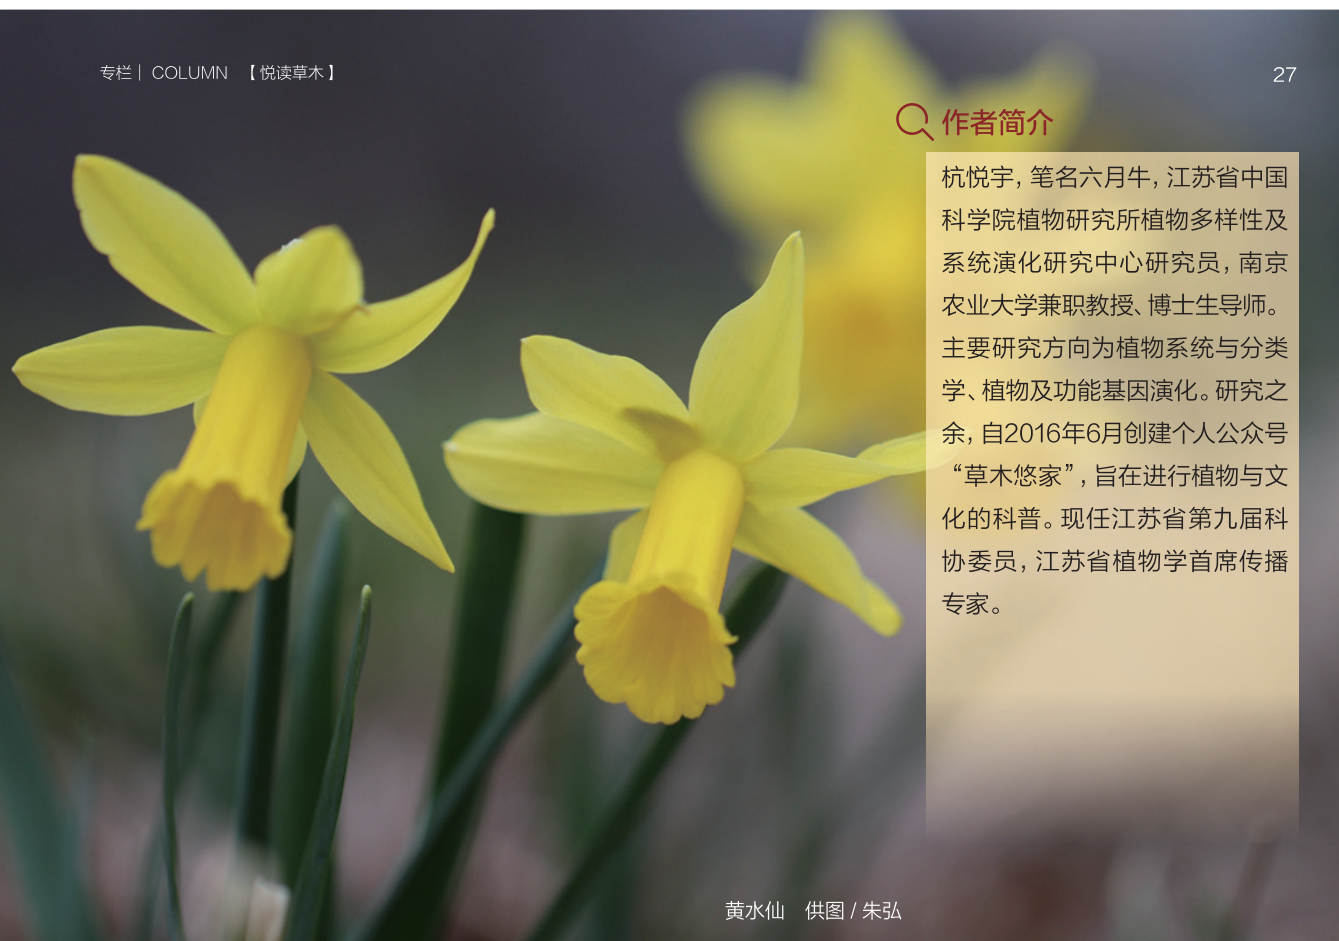 专栏｜ COLUMN 【 悦读草木 】
27
作者简介
杭悦宇，笔名六月牛，江苏省中国
科学院植物研究所植物多样性及
系统演化研究中心研究员，南京
农业大学兼职教授、博士生导师。
主要研究方向为植物系统与分类
学、植物及功能基因演化。研究之
余，自2016年6月创建个人公众号
“草木悠家”，旨在进行植物与文
化的科普。现任江苏省第九届科
协委员，江苏省植物学首席传播
专家。
黄水仙 供图 / 朱弘